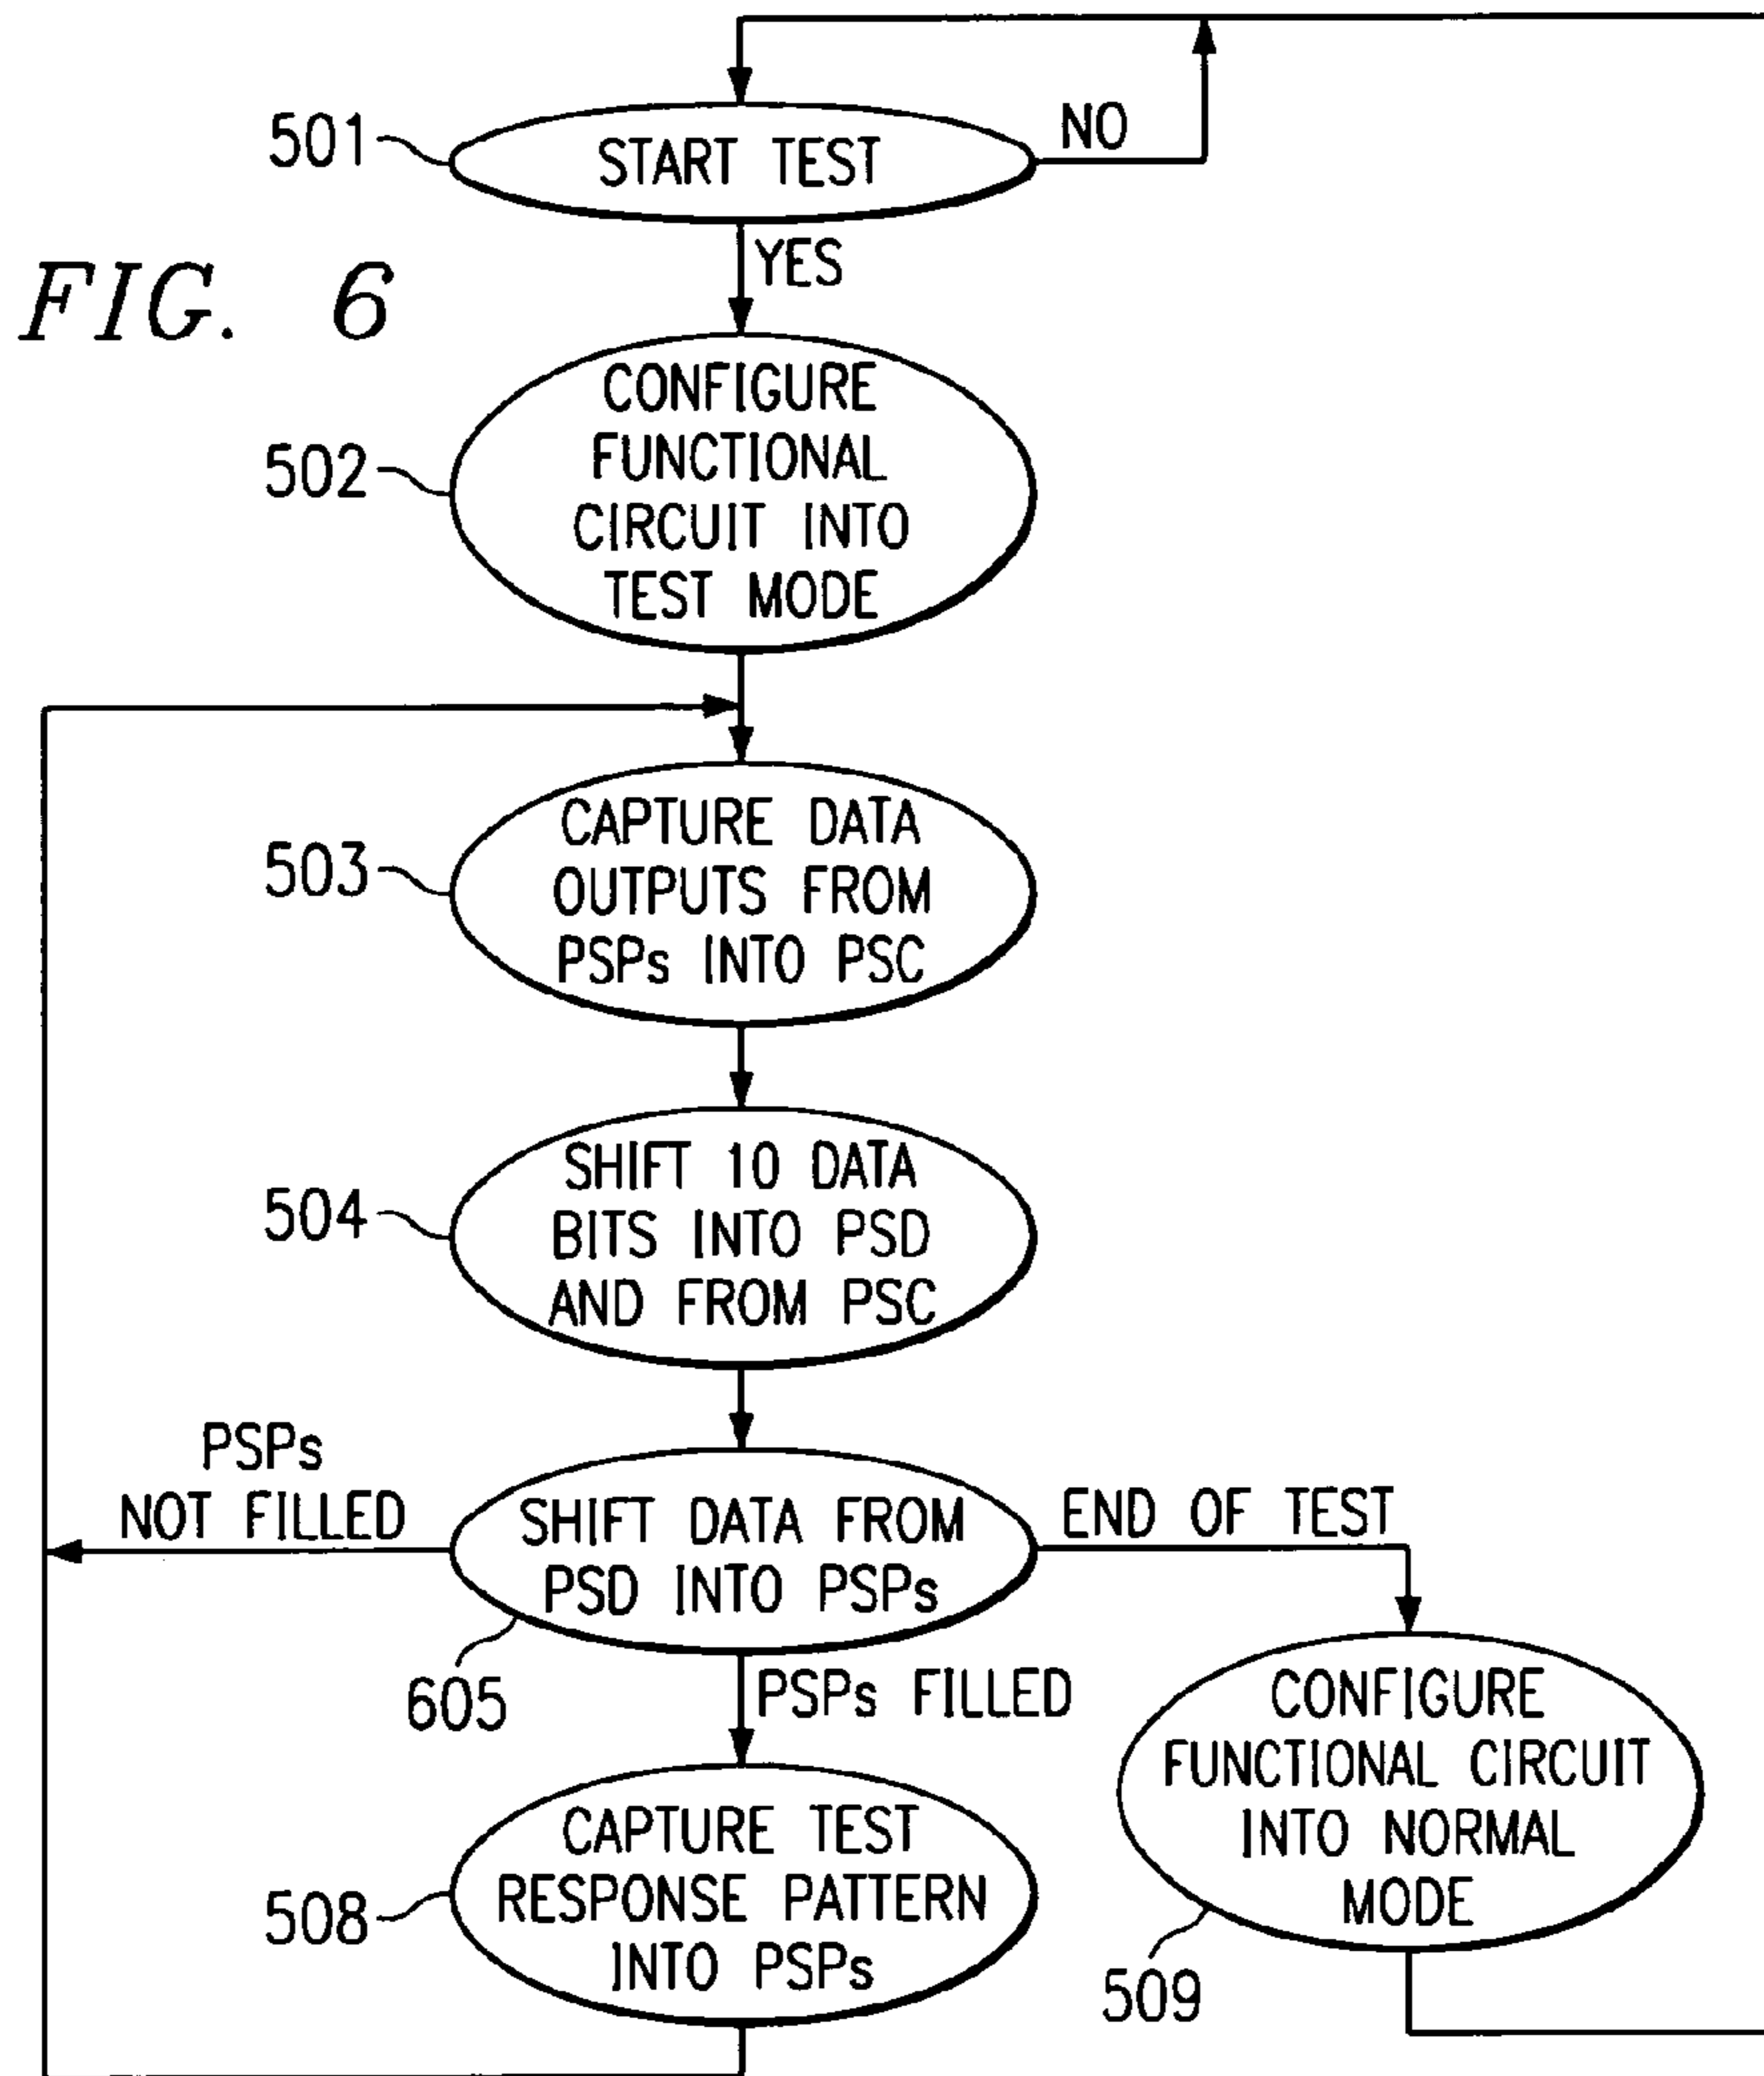 501
START TEST
NO
YES
FIG. 6
502
CONFIGURE
FUNCTIONAL
CIRCUIT INTO
TEST MODE
503
CAPTURE DATA
OUTPUTS FROM
PSPs INTO PSC
504
SHIFT 10 DATA
BITS INTO PSD
AND FROM PSC
PSPs
NOT FILLED
SHIFT DATA FROM
PSD INTO PSPs
END OF TEST
605
PSPs FILLED
508
CAPTURE TEST
RESPONSE PATTERN
INTO PSPs
CONFIGURE
FUNCTIONAL CIRCUIT
INTO NORMAL
MODE
509